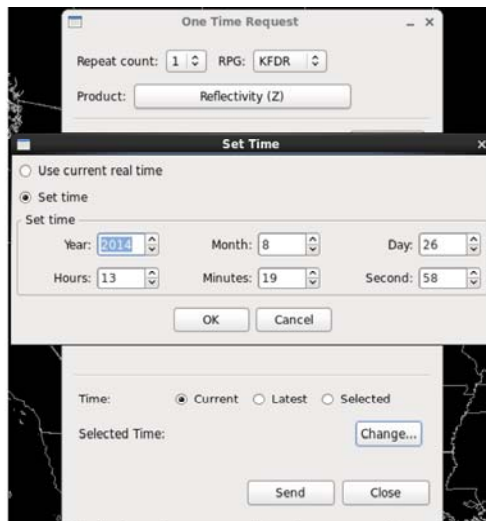 One Time Request
Repeat count: 1 RPG: KFDR
Product: Reflectivity (Z)
Set Time
Use current real time
Set time
Set time
Year: 2014 Month: 8 Day: 26
Hours: 13 Minutes: 19 Second: 58
OK Cancel
Time: Current Latest Selected
Selected Time: Change...
Send Close